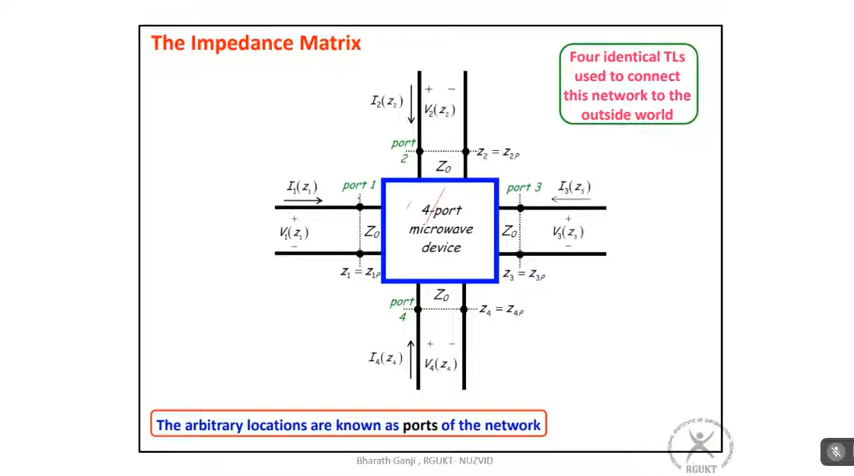 The Impedance Matrix
Four identical TLs
used to connect
this network to the
outside world
I2(z2)
+ −
V2(z2)
port
2
z2 = z2P
Z0
I1(z1)
port 1
port 3
I3(z3)
+
V1(z1)
−
Z0
4-port
microwave
device
Z0
+
V3(z3)
−
z1 = z1P
z3 = z3P
port
4
Z0
z4 = z4P
I4(z4)
+ −
V4(z4)
The arbitrary locations are known as ports of the network
Bharath Ganji, RGUKT- NUZVID
RGUKT